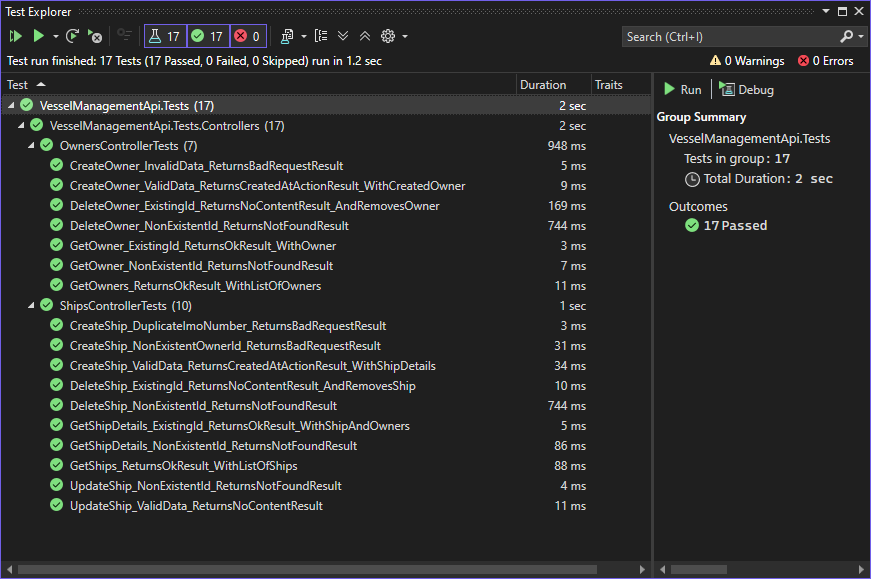 Test Explorer
17 17 0
Search (Ctrl+I)
Test run finished: 17 Tests (17 Passed, 0 Failed, 0 Skipped) run in 1.2 sec
0 Warnings 0 Errors
Test Duration Traits
VesselManagementApi.Tests (17) 2 sec
VesselManagementApi.Tests.Controllers (17) 2 sec
OwnersControllerTests (7) 948 ms
CreateOwner_InvalidData_ReturnsBadRequestResult 5 ms
CreateOwner_ValidData_ReturnsCreatedAtActionResult_WithCreatedOwner 9 ms
DeleteOwner_ExistingId_ReturnsNoContentResult_AndRemovesOwner 169 ms
DeleteOwner_NonExistentId_ReturnsNotFoundResult 744 ms
GetOwner_ExistingId_ReturnsOkResult_WithOwner 3 ms
GetOwner_NonExistentId_ReturnsNotFoundResult 7 ms
GetOwners_ReturnsOkResult_WithListOfOwners 11 ms
ShipsControllerTests (10) 1 sec
CreateShip_DuplicateImoNumber_ReturnsBadRequestResult 3 ms
CreateShip_NonExistentOwnerId_ReturnsBadRequestResult 31 ms
CreateShip_ValidData_ReturnsCreatedAtActionResult_WithShipDetails 34 ms
DeleteShip_ExistingId_ReturnsNoContentResult_AndRemovesShip 10 ms
DeleteShip_NonExistentId_ReturnsNotFoundResult 744 ms
GetShipDetails_ExistingId_ReturnsOkResult_WithShipAndOwners 5 ms
GetShipDetails_NonExistentId_ReturnsNotFoundResult 86 ms
GetShips_ReturnsOkResult_WithListOfShips 88 ms
UpdateShip_NonExistentId_ReturnsNotFoundResult 4 ms
UpdateShip_ValidData_ReturnsNoContentResult 11 ms
Run Debug
Group Summary
VesselManagementApi.Tests
Tests in group: 17
Total Duration: 2 sec
Outcomes
17 Passed